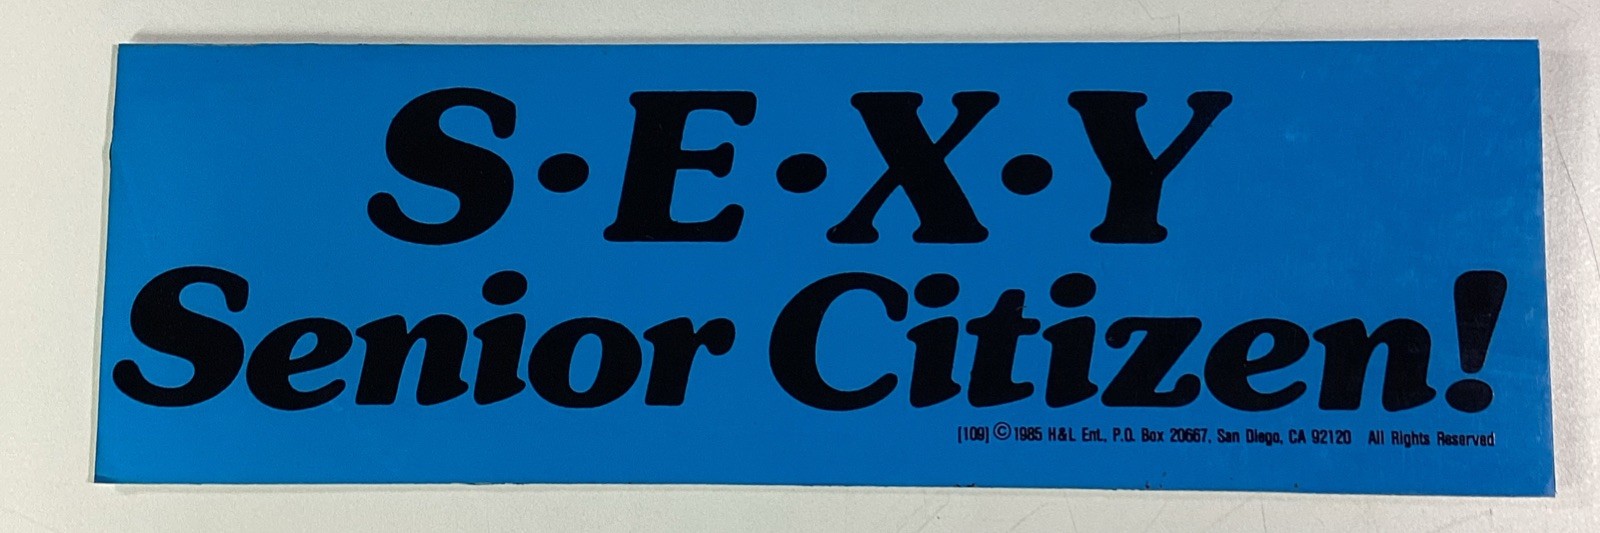 S·E·X·Y
Senior Citizen!
[109] ©1985 H&L Ent., P.O. Box 20667, San Diego, CA 92120 All Rights Reserved